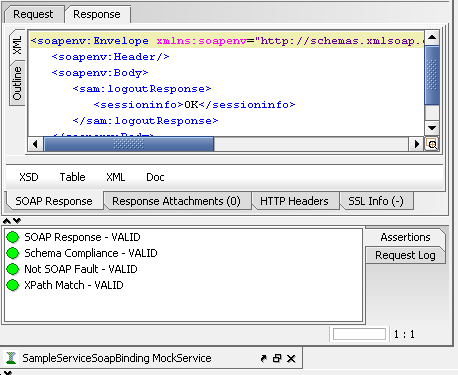 Request Response
XML
Outline
<soapenv:Envelope xmlns:soapenv="http://schemas.xmlsoap.
<soapenv:Header/>
<soapenv:Body>
<sam:logoutResponse>
<sessioninfo>OK</sessioninfo>
</sam:logoutResponse>
</soapenv:Body>
XSD Table XML Doc
SOAP Response Response Attachments (0) HTTP Headers SSL Info (-)
SOAP Response - VALID
Schema Compliance - VALID
Not SOAP Fault - VALID
XPath Match - VALID
Assertions
Request Log
1 : 1
SampleServiceSoapBinding MockService